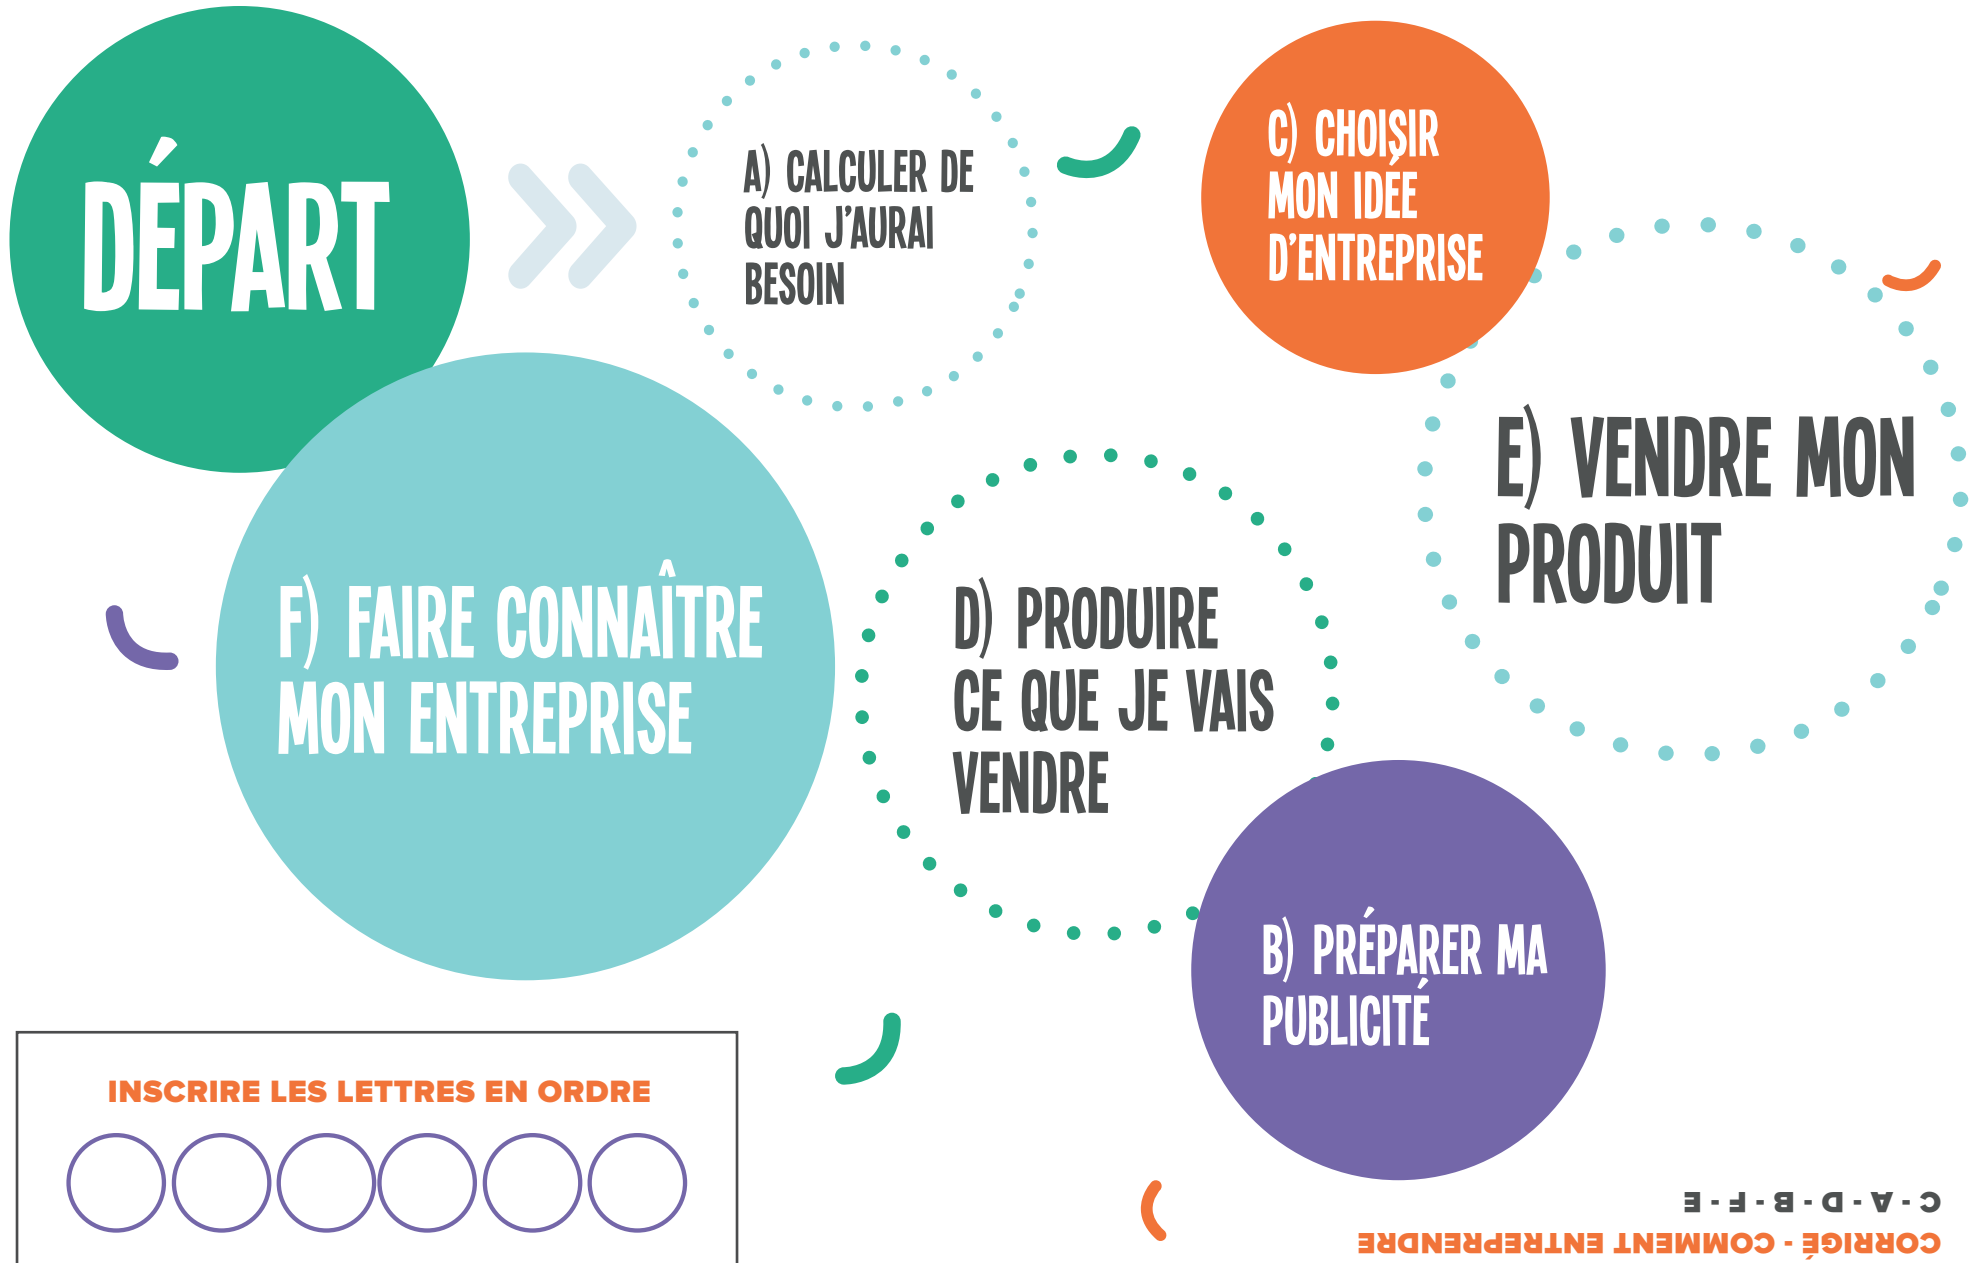 DÉPART
A) CALCULER DE
QUOI J'AURAI
BESOIN
C) CHOISIR
MON IDÉE
D'ENTREPRISE
E) VENDRE MON
PRODUIT
F) FAIRE CONNAÎTRE
MON ENTREPRISE
D) PRODUIRE
CE QUE JE VAIS
VENDRE
B) PRÉPARER MA
PUBLICITÉ
INSCRIRE LES LETTRES EN ORDRE
CORRIGÉ - COMMENT ENTREPRENDRE
C - A - D - B - F - E